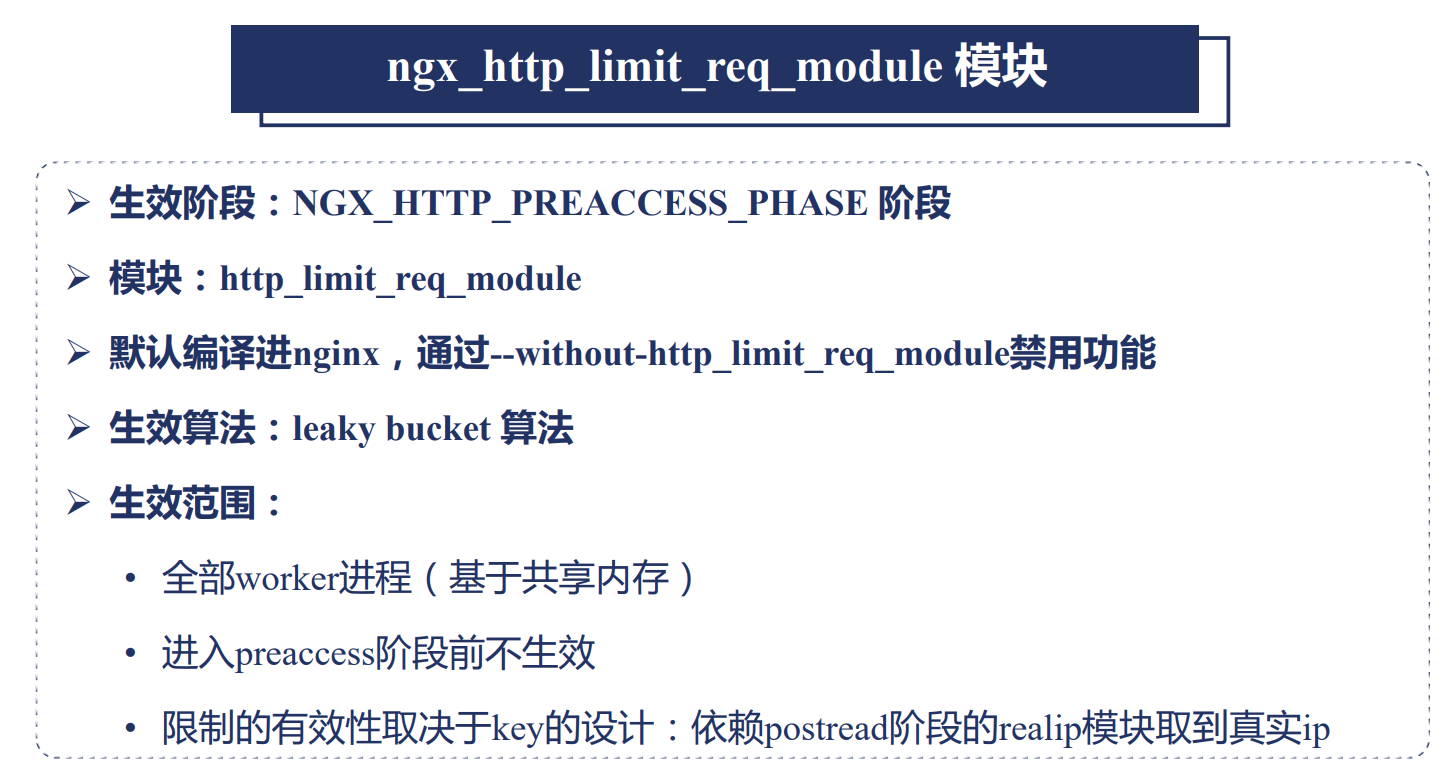 ngx_http_limit_req_module 模块
➢ 生效阶段：NGX_HTTP_PREACCESS_PHASE 阶段
➢ 模块：http_limit_req_module
➢ 默认编译进nginx，通过--without-http_limit_req_module禁用功能
➢ 生效算法：leaky bucket 算法
➢ 生效范围：
• 全部worker进程（基于共享内存）
• 进入preaccess阶段前不生效
• 限制的有效性取决于key的设计：依赖postread阶段的realip模块取到真实ip